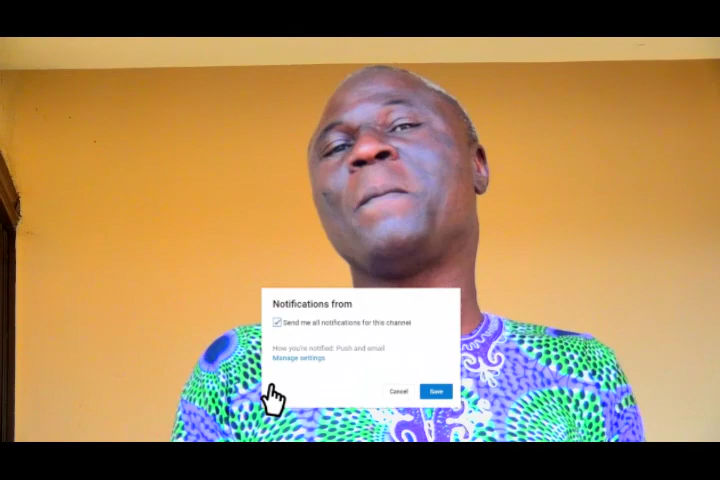 Notifications from
Send me all notifications for this channel
How you're notified: Push and email
Manage settings
Cancel
Save